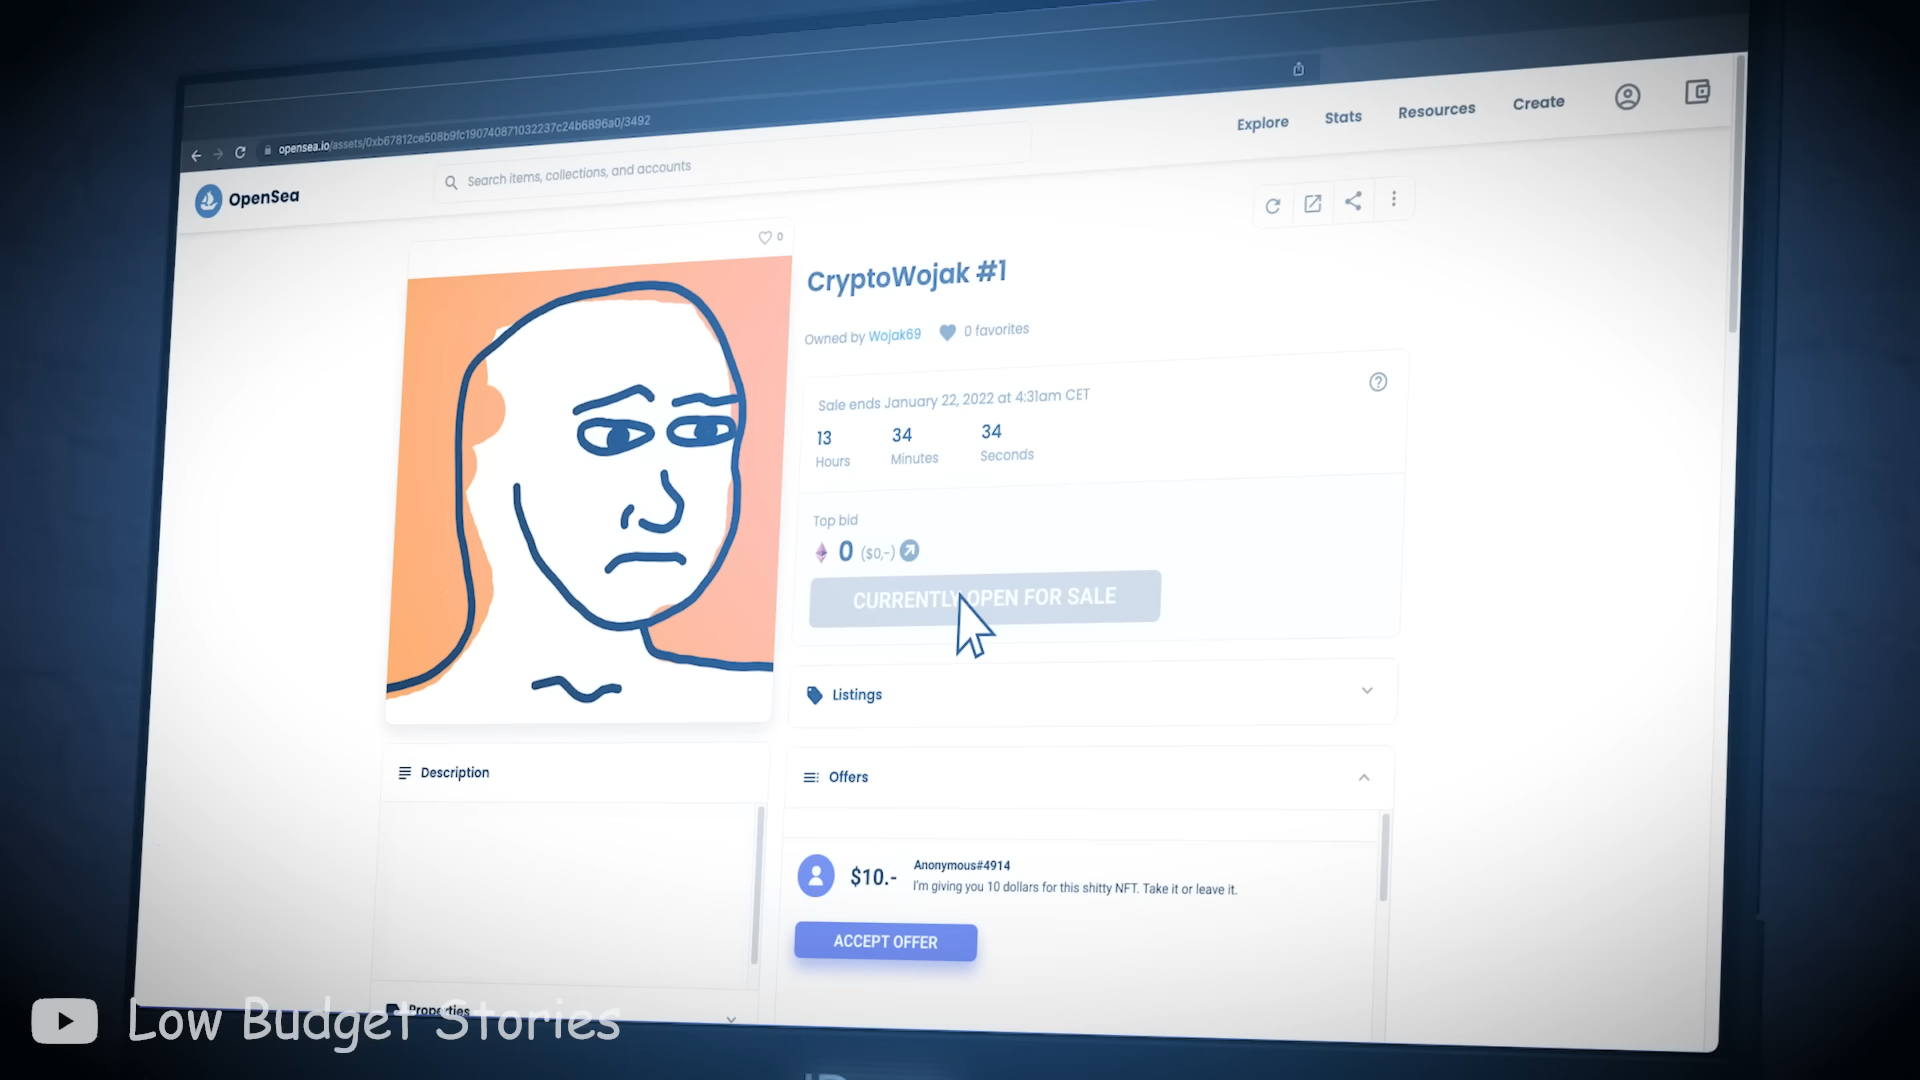 opensea.io/assets/0xb67812ce508b9fc190740871032237c24b6896a0/3492
OpenSea
Search items, collections, and accounts
Explore
Stats
Resources
Create
0
CryptoWojak #1
Owned by Wojak69
0 favorites
Sale ends January 22, 2022 at 4:31am CET
13
34
34
Hours
Minutes
Seconds
Top bid
0 ($0,-)
CURRENTLY OPEN FOR SALE
Listings
Description
Offers
Anonymous#4914
$10.-
I'm giving you 10 dollars for this shitty NFT. Take it or leave it.
ACCEPT OFFER
Properties
Low Budget Stories